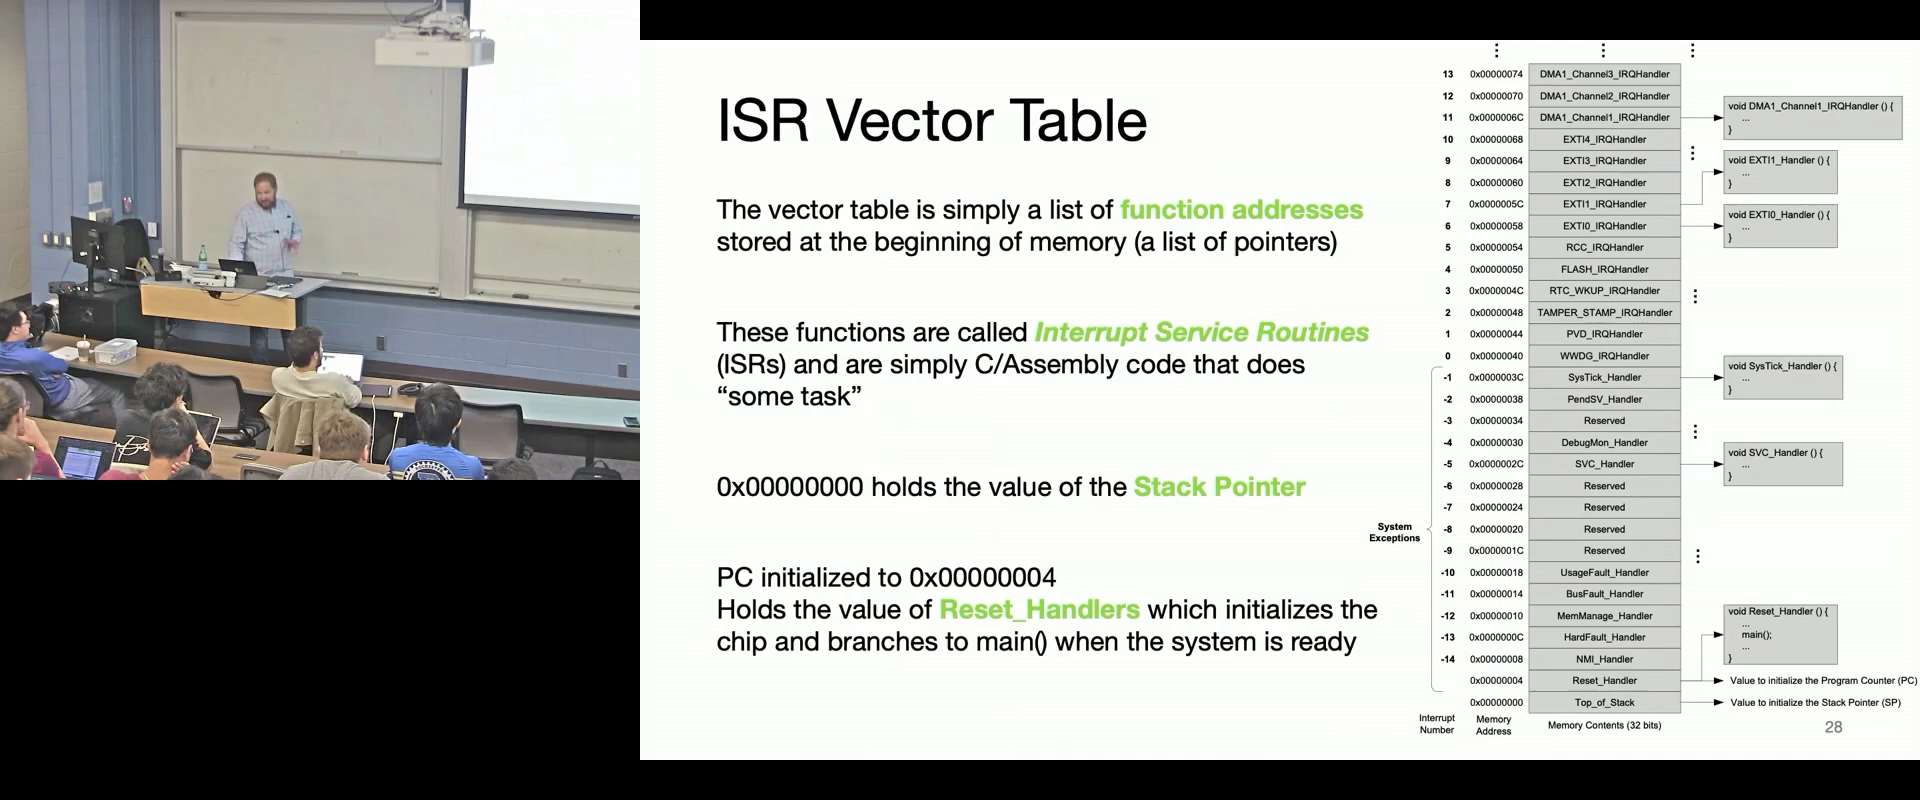 ISR Vector Table
The vector table is simply a list of function addresses
stored at the beginning of memory (a list of pointers)
These functions are called Interrupt Service Routines
(ISRs) and are simply C/Assembly code that does
“some task”
0x00000000 holds the value of the Stack Pointer
PC initialized to 0x00000004
Holds the value of Reset_Handlers which initializes the
chip and branches to main() when the system is ready
13 0x00000074 DMA1_Channel3_IRQHandler
12 0x00000070 DMA1_Channel2_IRQHandler
11 0x0000006C DMA1_Channel1_IRQHandler
10 0x00000068 EXTI4_IRQHandler
9 0x00000064 EXTI3_IRQHandler
8 0x00000060 EXTI2_IRQHandler
7 0x0000005C EXTI1_IRQHandler
6 0x00000058 EXTI0_IRQHandler
5 0x00000054 RCC_IRQHandler
4 0x00000050 FLASH_IRQHandler
3 0x0000004C RTC_WKUP_IRQHandler
2 0x00000048 TAMPER_STAMP_IRQHandler
1 0x00000044 PVD_IRQHandler
0 0x00000040 WWDG_IRQHandler
-1 0x0000003C SysTick_Handler
-2 0x00000038 PendSV_Handler
-3 0x00000034 Reserved
-4 0x00000030 DebugMon_Handler
-5 0x0000002C SVC_Handler
-6 0x00000028 Reserved
-7 0x00000024 Reserved
-8 0x00000020 Reserved
-9 0x0000001C Reserved
-10 0x00000018 UsageFault_Handler
-11 0x00000014 BusFault_Handler
-12 0x00000010 MemManage_Handler
-13 0x0000000C HardFault_Handler
-14 0x00000008 NMI_Handler
0x00000004 Reset_Handler
0x00000000 Top_of_Stack
System
Exceptions
Interrupt
Number
Memory
Address
Memory Contents (32 bits)
void DMA1_Channel1_IRQHandler () {
...
}
void EXTI1_Handler () {
...
}
void EXTI0_Handler () {
...
}
void SysTick_Handler () {
...
}
void SVC_Handler () {
...
}
void Reset_Handler () {
...
main();
...
}
Value to initialize the Program Counter (PC)
Value to initialize the Stack Pointer (SP)
28